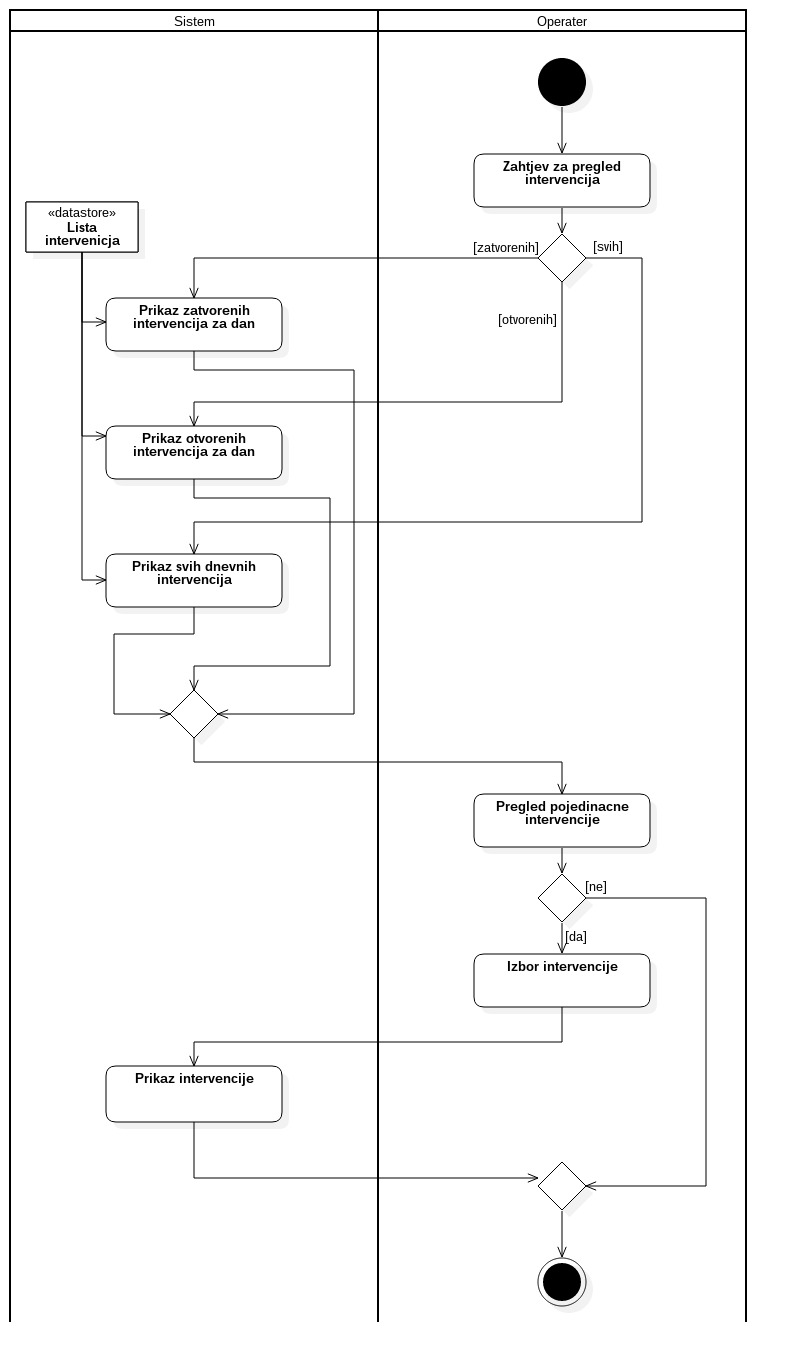 Sistem
Operater
Zahtjev za pregled
intervencija
«datastore»
Lista
intervenicja
[zatvorenih]
[svih]
Prikaz zatvorenih
intervencija za dan
[otvorenih]
Prikaz otvorenih
intervencija za dan
Prikaz svih dnevnih
intervencija
Pregled pojedinacne
intervencije
[ne]
[da]
Izbor intervencije
Prikaz intervencije